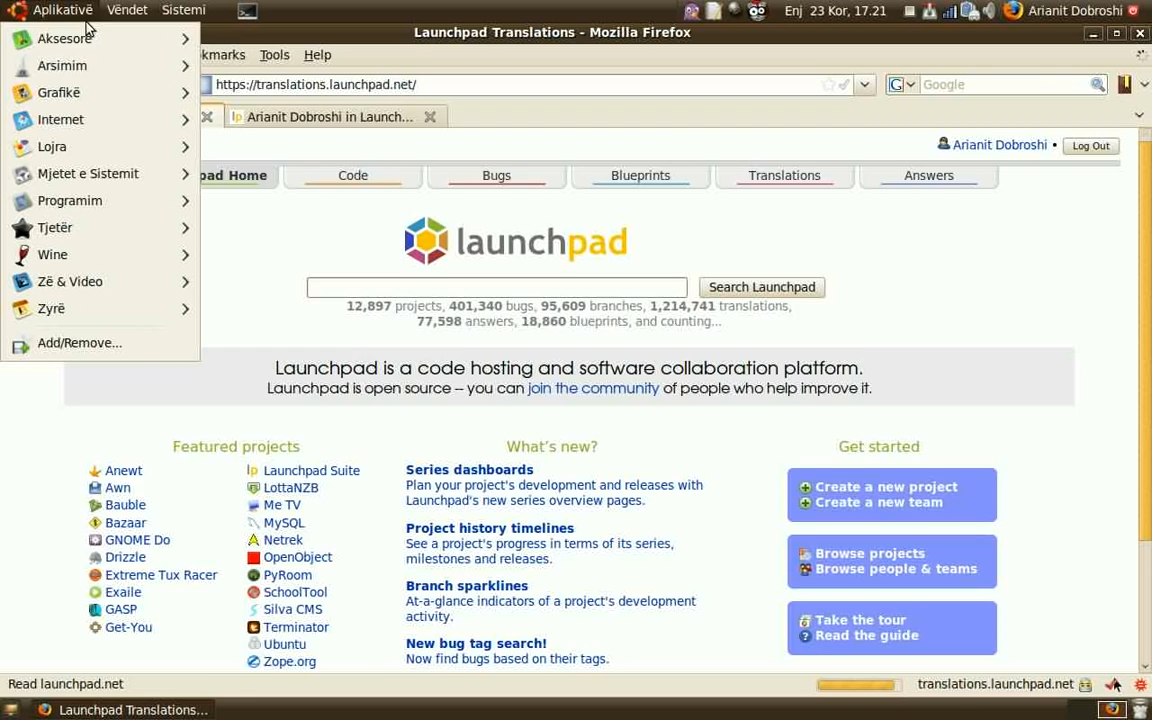 Aplikativë Vëndet Sistemi Enj 23 Kor, 17.21 Arianit Dobroshi
Launchpad Translations - Mozilla Firefox
Aksesorë
Arsimim
Grafikë
Internet
Lojra
Mjetet e Sistemit
Programim
Tjetër
Wine
Zë & Video
Zyrë
Add/Remove...
kmarks Tools Help
https://translations.launchpad.net/ Google
Arianit Dobroshi in Launch...
Arianit Dobroshi • Log Out
pad Home Code Bugs Blueprints Translations Answers
launchpad
Search Launchpad
12,897 projects, 401,340 bugs, 95,609 branches, 1,214,741 translations,
77,598 answers, 18,860 blueprints, and counting...
Launchpad is a code hosting and software collaboration platform.
Launchpad is open source -- you can join the community of people who help improve it.
Featured projects
Anewt
Awn
Bauble
Bazaar
GNOME Do
Drizzle
Extreme Tux Racer
Exaile
GASP
Get-You
Launchpad Suite
LottaNZB
Me TV
MySQL
Netrek
OpenObject
PyRoom
SchoolTool
Silva CMS
Terminator
Ubuntu
Zope.org
What's new?
Series dashboards
Plan your project's development and releases with
Launchpad's new series overview pages.
Project history timelines
See a project's progress in terms of its series,
milestones and releases.
Branch sparklines
At-a-glance indicators of a project's development
activity.
New bug tag search!
Now find bugs based on their tags.
Get started
Create a new project
Create a new team
Browse projects
Browse people & teams
Take the tour
Read the guide
Read launchpad.net translations.launchpad.net
Launchpad Translations...